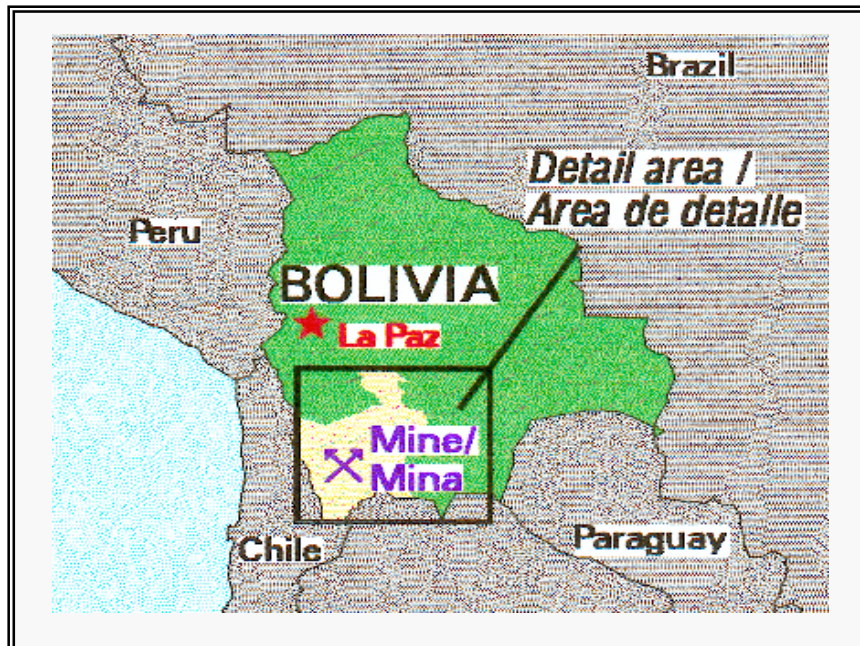 Brazil
Detail area /
Area de detalle
Peru
BOLIVIA
La Paz
Mine/
Mina
Chile
Paraguay